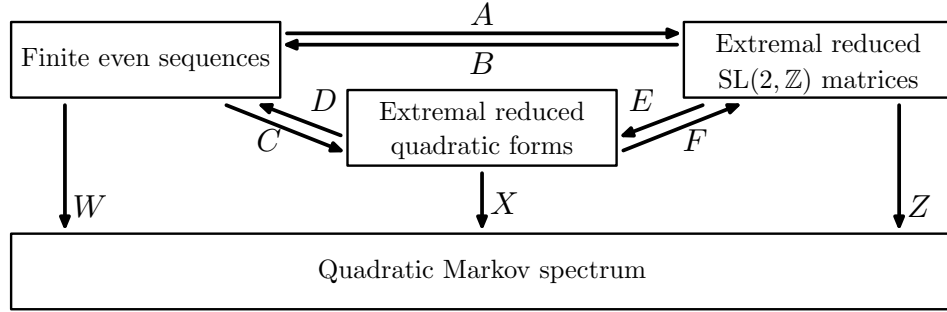 A
Finite even sequences
B
Extremal reduced
SL(2, ℤ) matrices
D
C
Extremal reduced
quadratic forms
E
F
W
X
Z
Quadratic Markov spectrum